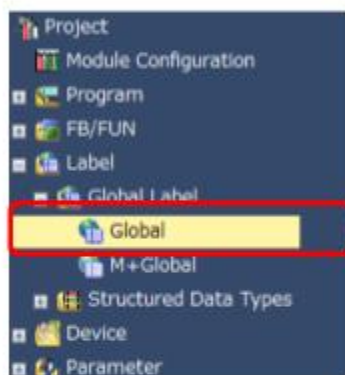 Project
Module Configuration
Program
FB/FUN
Label
Global Label
Global
M+Global
Structured Data Types
Device
Parameter